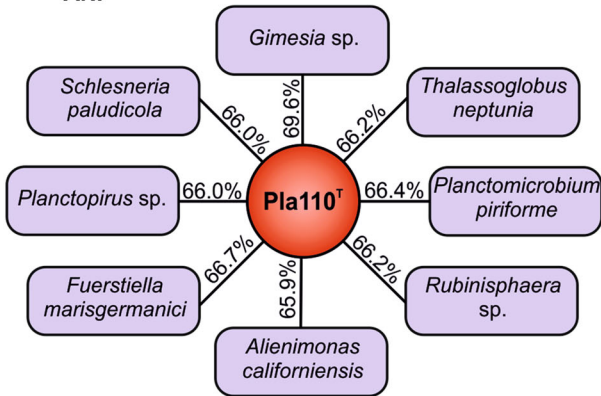 Gimesia sp.
Schlesneria
paludicola
Thalassoglobus
neptunia
66.0%
69.6%
66.2%
Planctopirus sp.
66.0%
Pla110ᵀ
66.4%
Planctomicrobium
piriforme
66.7%
65.9%
66.2%
Fuerstiella
marisgermanici
Rubinisphaera
sp.
Alienimonas
californiensis